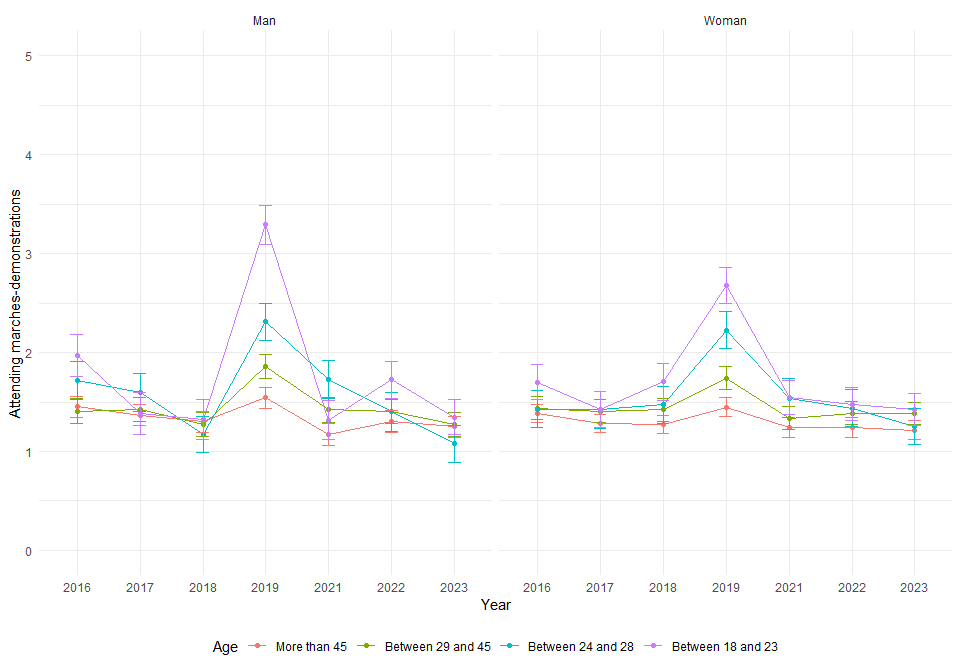 Man Woman
5
4
3
2
1
0
Attending marches-demonstrations
2016 2017 2018 2019 2021 2022 2023 2016 2017 2018 2019 2021 2022 2023
Year
Age More than 45 Between 29 and 45 Between 24 and 28 Between 18 and 23